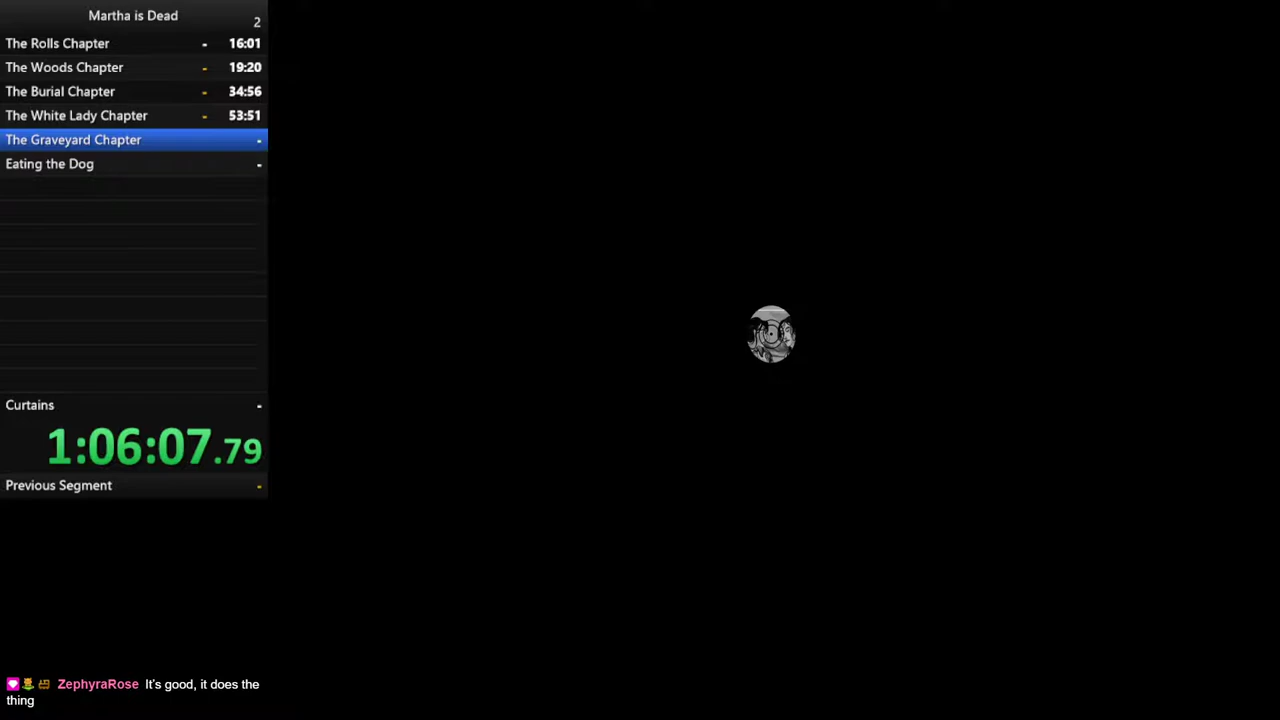 Martha is Dead
2
The Rolls Chapter - 16:01
The Woods Chapter - 19:20
The Burial Chapter - 34:56
The White Lady Chapter - 53:51
The Graveyard Chapter -
Eating the Dog -
Curtains -
1:06:07.79
Previous Segment -
ZephyraRose It's good, it does the
thing